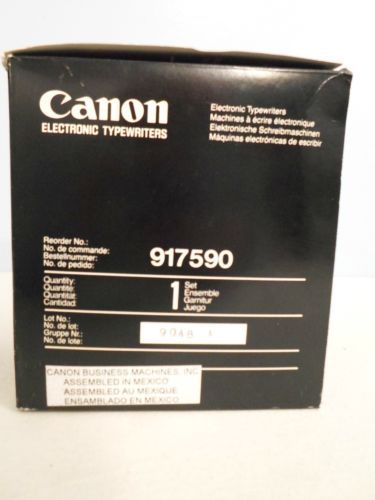 Canon
ELECTRONIC TYPEWRITERS
Electronic Typewriters
Machines à écrire électronique
Elektronische Schreibmaschinen
Máquinas electrónicas de escribir
Reorder No.:
No. de commande:
Bestellnummer:
No. de pedido:
917590
Quantity:
Quantité:
Quantität:
Cantidad:
1
Set
Ensemble
Garnitur
Juego
Lot No.:
No. de lot:
Gruppe Nr.:
No. de lote:
CANON BUSINESS MACHINES, INC
ASSEMBLED IN MEXICO
ASSEMBLED AU MEXIQUE
ENSAMBLADO EN MEXICO